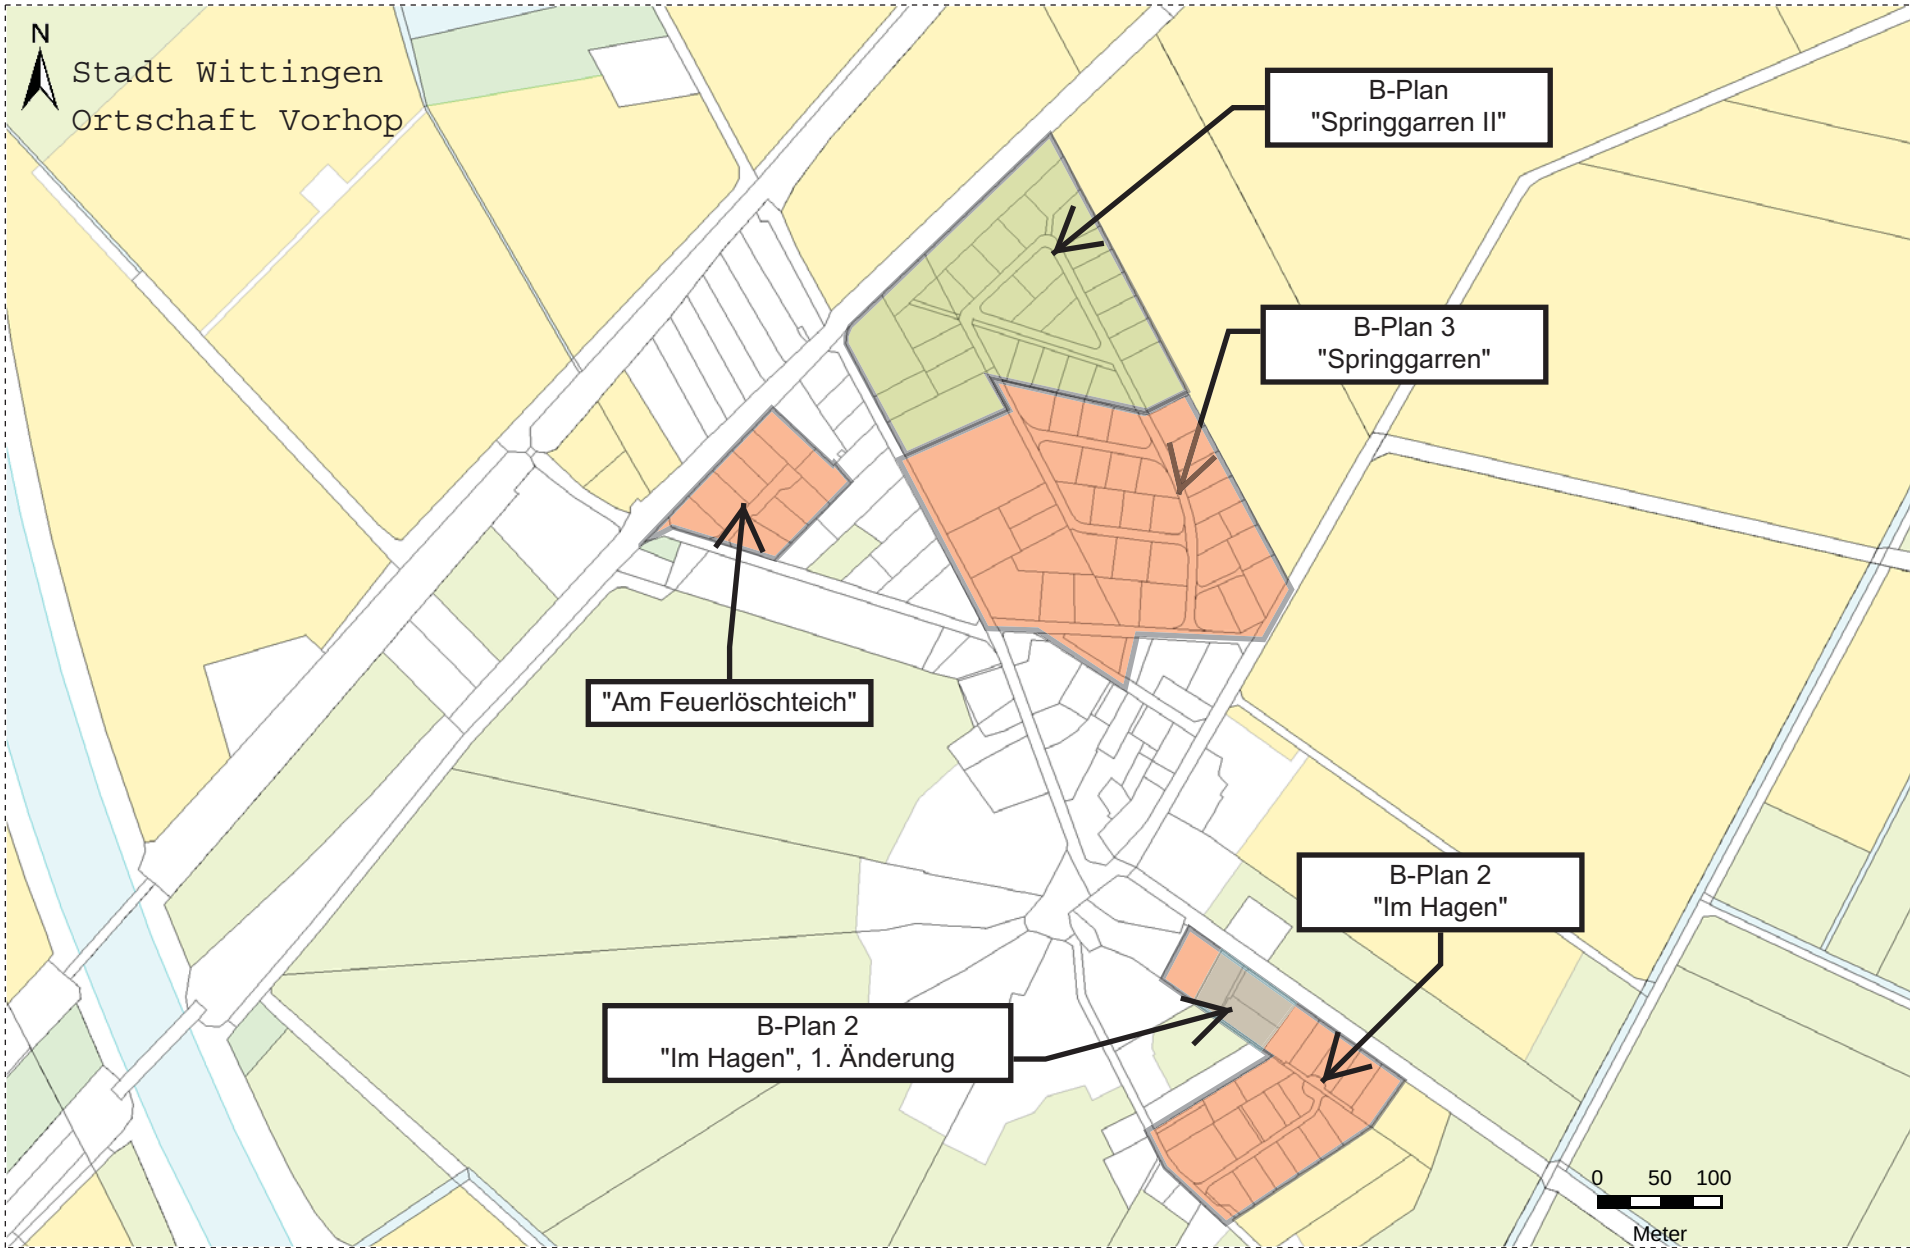 N
Stadt Wittingen
Ortschaft Vorhop
B-Plan
"Springgarren II"
B-Plan 3
"Springgarren"
"Am Feuerlöschteich"
B-Plan 2
"Im Hagen"
B-Plan 2
"Im Hagen", 1. Änderung
0 50 100
Meter